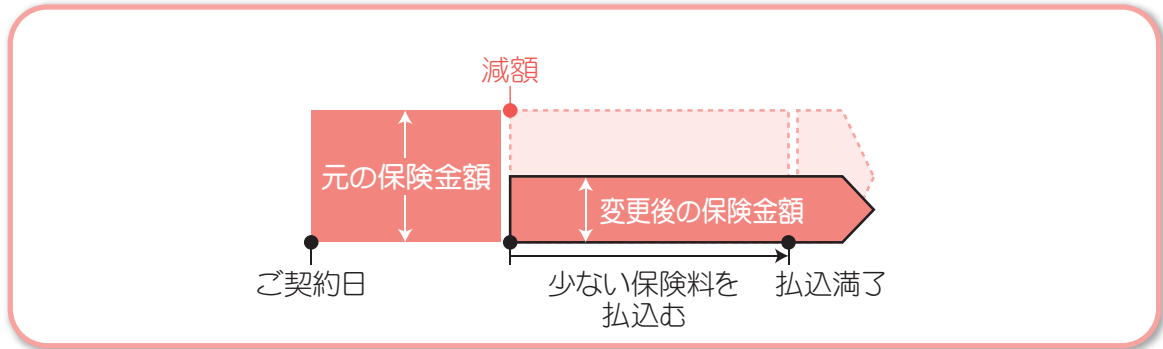 減額
元の保険金額
変更後の保険金額
ご契約日
少ない保険料を
払込む
払込満了